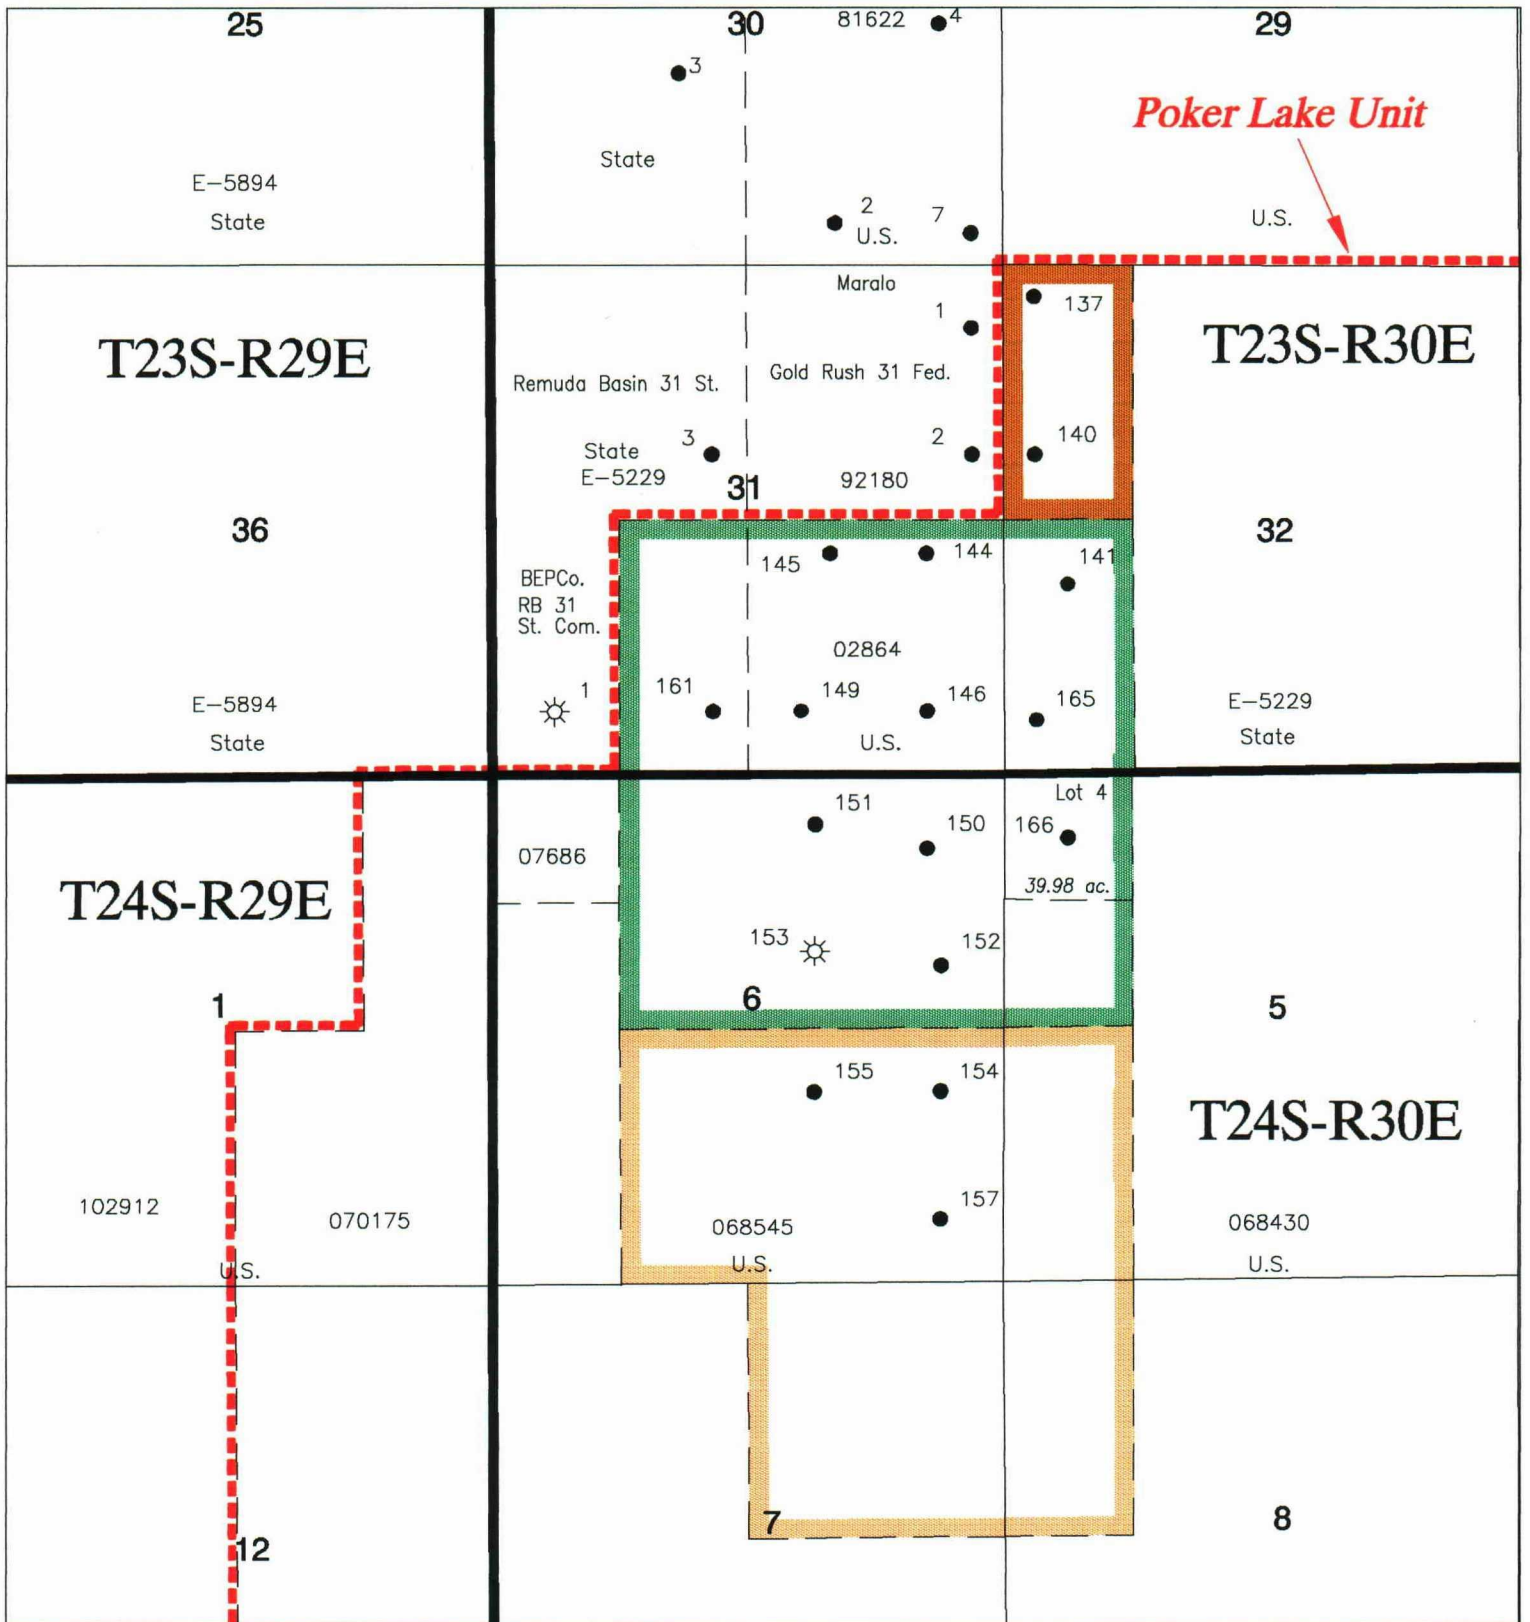 25
30
81622
4
29
3
Poker Lake Unit
State
E-5894
State
2
7
U.S.
U.S.
Maralo
1
137
T23S-R29E
T23S-R30E
Remuda Basin 31 St.
Gold Rush 31 Fed.
State
3
2
140
E-5229
31
92180
36
32
145
144
141
BEPCo.
RB 31
St. Com.
02864
161
149
146
165
1
E-5894
State
U.S.
E-5229
State
Lot 4
151
150
166
07686
39.98 ac.
T24S-R29E
153
152
1
6
5
155
154
T24S-R30E
157
102912
070175
068545
U.S.
068430
U.S.
U.S.
7
8
12